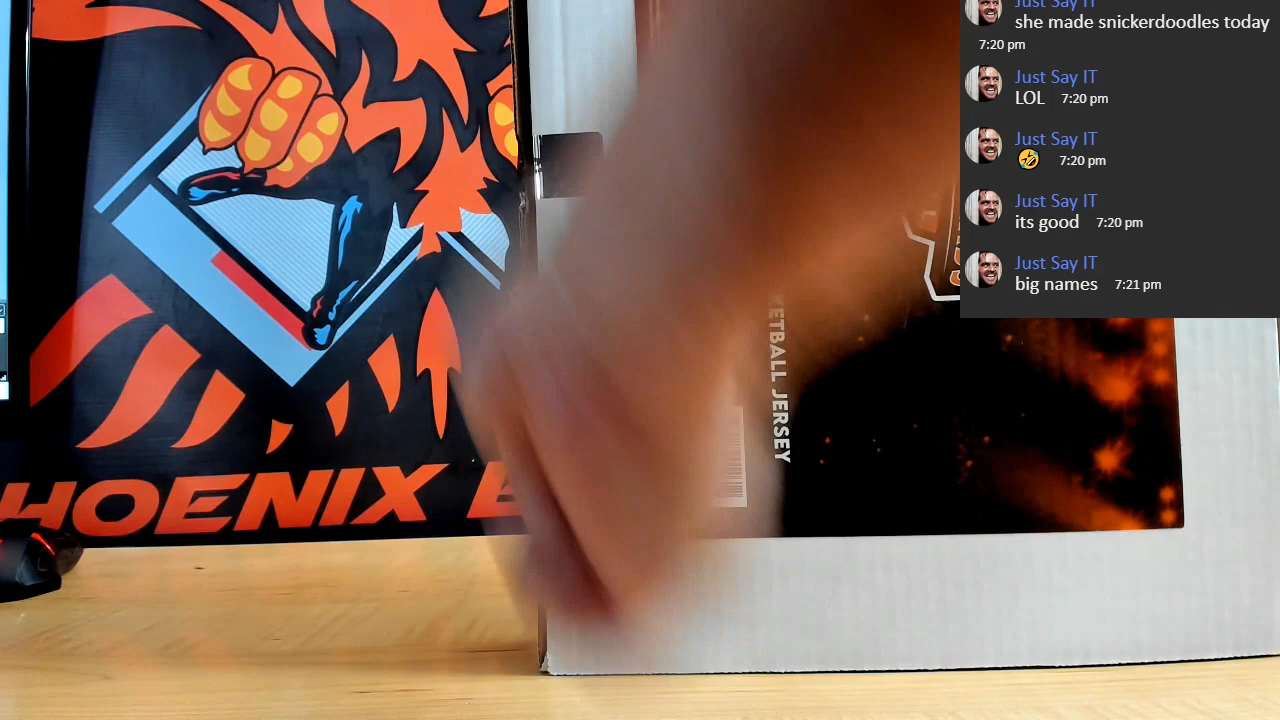 Just Say IT
she made snickerdoodles today
7:20 pm
Just Say IT
LOL 7:20 pm
Just Say IT
🤣 7:20 pm
Just Say IT
its good 7:20 pm
Just Say IT
big names 7:21 pm
KETBALL JERSEY
HOENIX